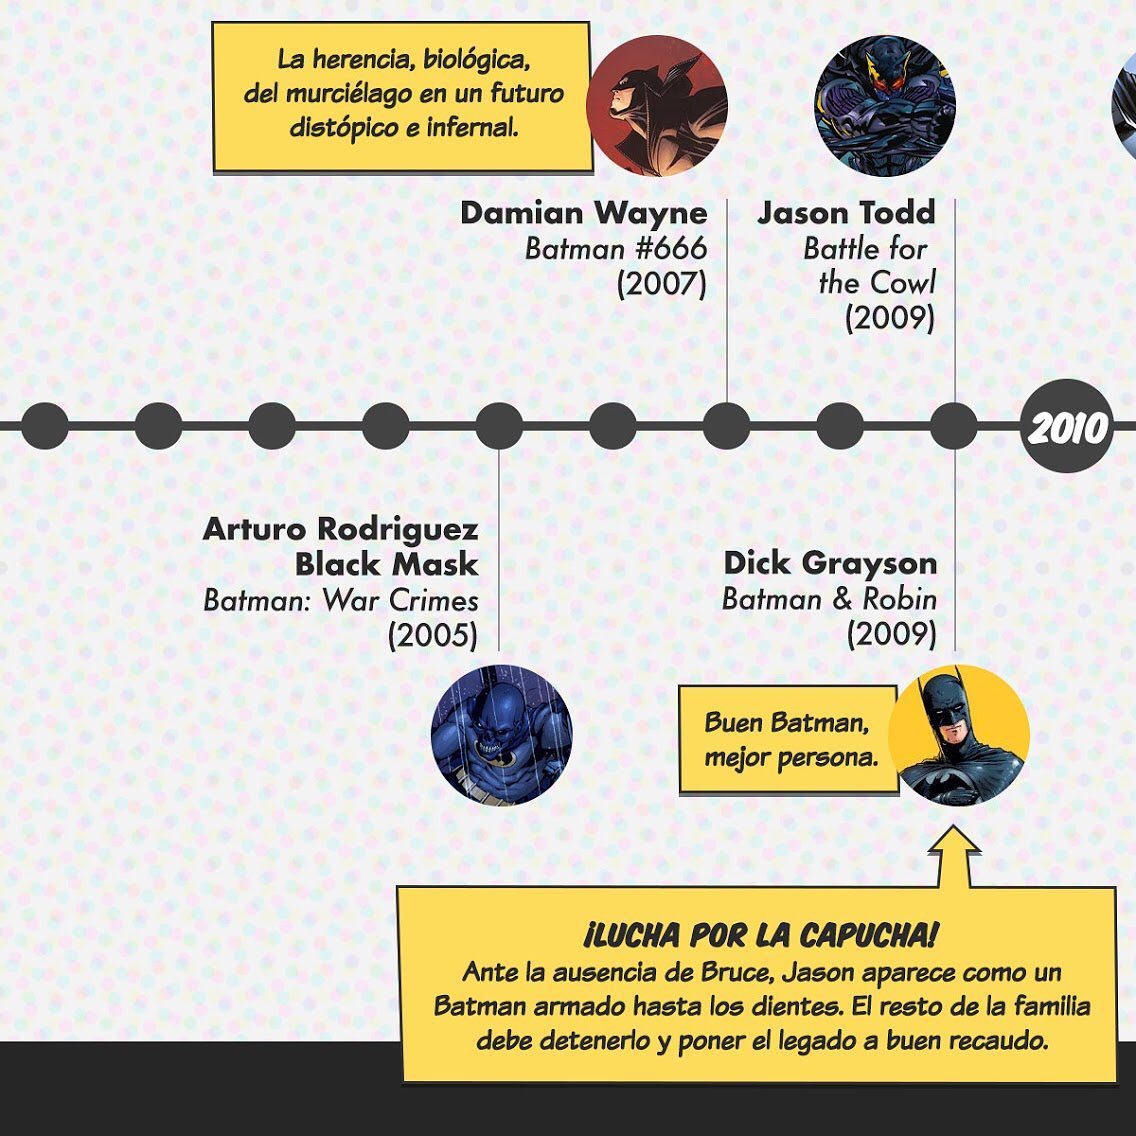 La herencia, biológica,
del murciélago en un futuro
distópico e infernal.
Damian Wayne
Batman #666
(2007)
Jason Todd
Battle for
the Cowl
(2009)
2010
Arturo Rodriguez
Black Mask
Batman: War Crimes
(2005)
Dick Grayson
Batman & Robin
(2009)
Buen Batman,
mejor persona.
¡LUCHA POR LA CAPUCHA!
Ante la ausencia de Bruce, Jason aparece como un
Batman armado hasta los dientes. El resto de la familia
debe detenerlo y poner el legado a buen recaudo.